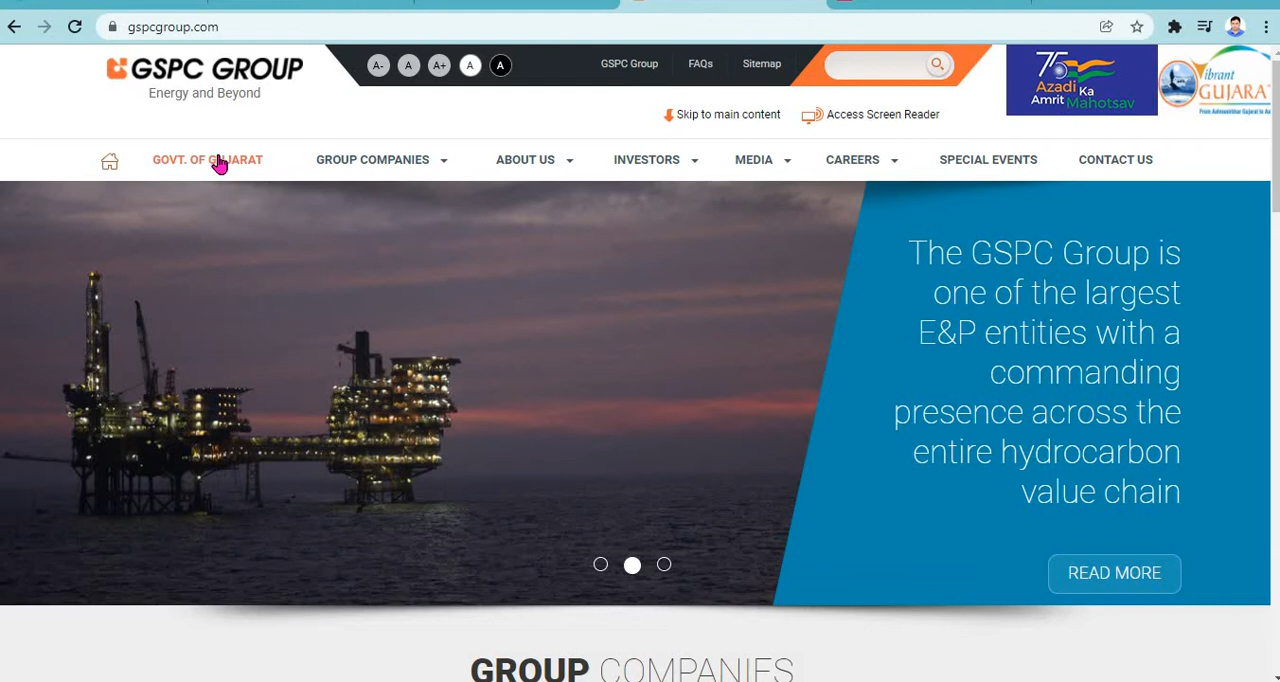 gspcgroup.com
GSPC GROUP
Energy and Beyond
A- A A+ A A
GSPC Group FAQs Sitemap
Skip to main content Access Screen Reader
75
Azadi
Ka
Amrit Mahotsav
Vibrant
GUJARA
GOVT. OF GUJARAT GROUP COMPANIES ABOUT US INVESTORS MEDIA CAREERS SPECIAL EVENTS CONTACT US
The GSPC Group is
one of the largest
E&P entities with a
commanding
presence across the
entire hydrocarbon
value chain
READ MORE
GROUP COMPANIES